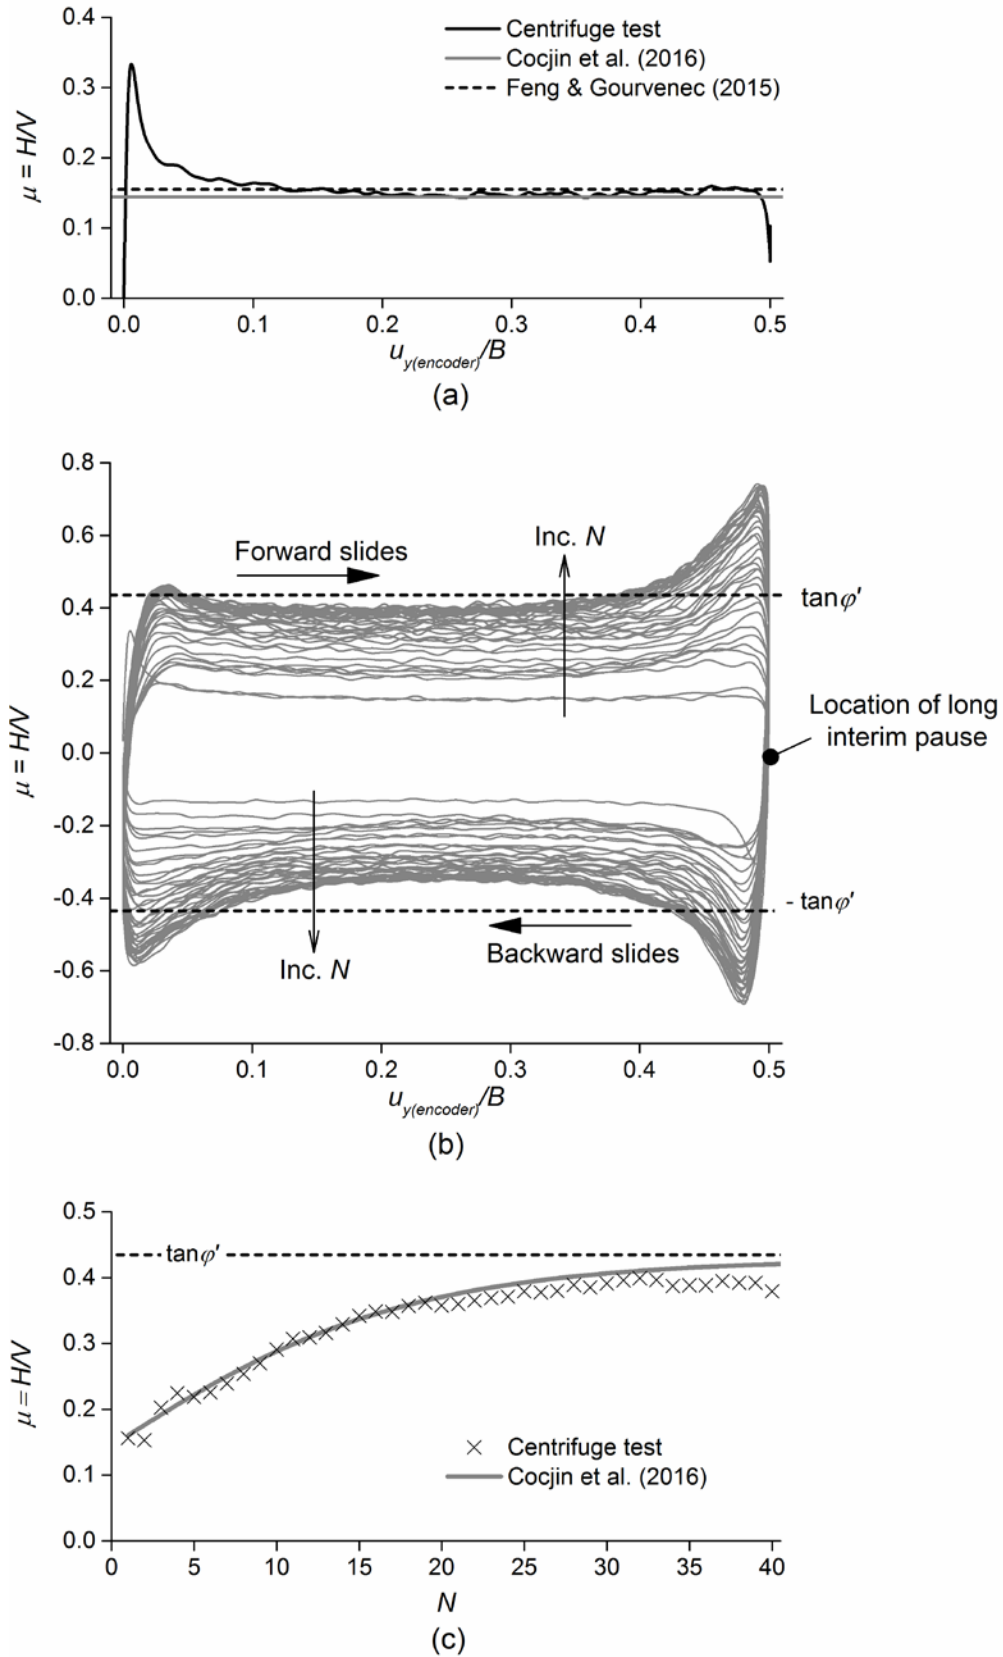 0.4
0.3
0.2
0.1
0.0
μ = H/V
Centrifuge test
Cocjin et al. (2016)
Feng & Gourvenec (2015)
0.0 0.1 0.2 0.3 0.4 0.5
u_y(encoder)/B
(a)
0.8
0.6
0.4
0.2
0.0
-0.2
-0.4
-0.6
-0.8
μ = H/V
Forward slides
Inc. N
tanφ'
Location of long
interim pause
- tanφ'
Backward slides
Inc. N
0.0 0.1 0.2 0.3 0.4 0.5
u_y(encoder)/B
(b)
0.5
0.4
0.3
0.2
0.1
0.0
μ = H/V
tanφ'
Centrifuge test
Cocjin et al. (2016)
0 5 10 15 20 25 30 35 40
N
(c)